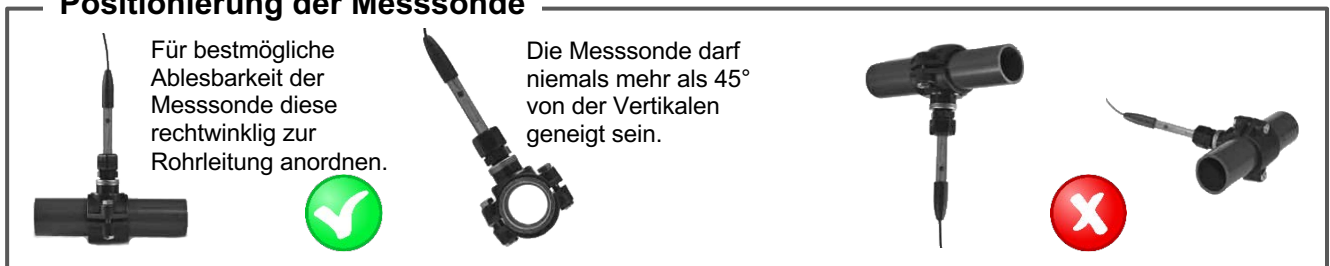 Positionierung der Messsonde
Für bestmögliche
Ablesbarkeit der
Messsonde diese
rechtwinklig zur
Rohrleitung anordnen.
Die Messsonde darf
niemals mehr als 45°
von der Vertikalen
geneigt sein.